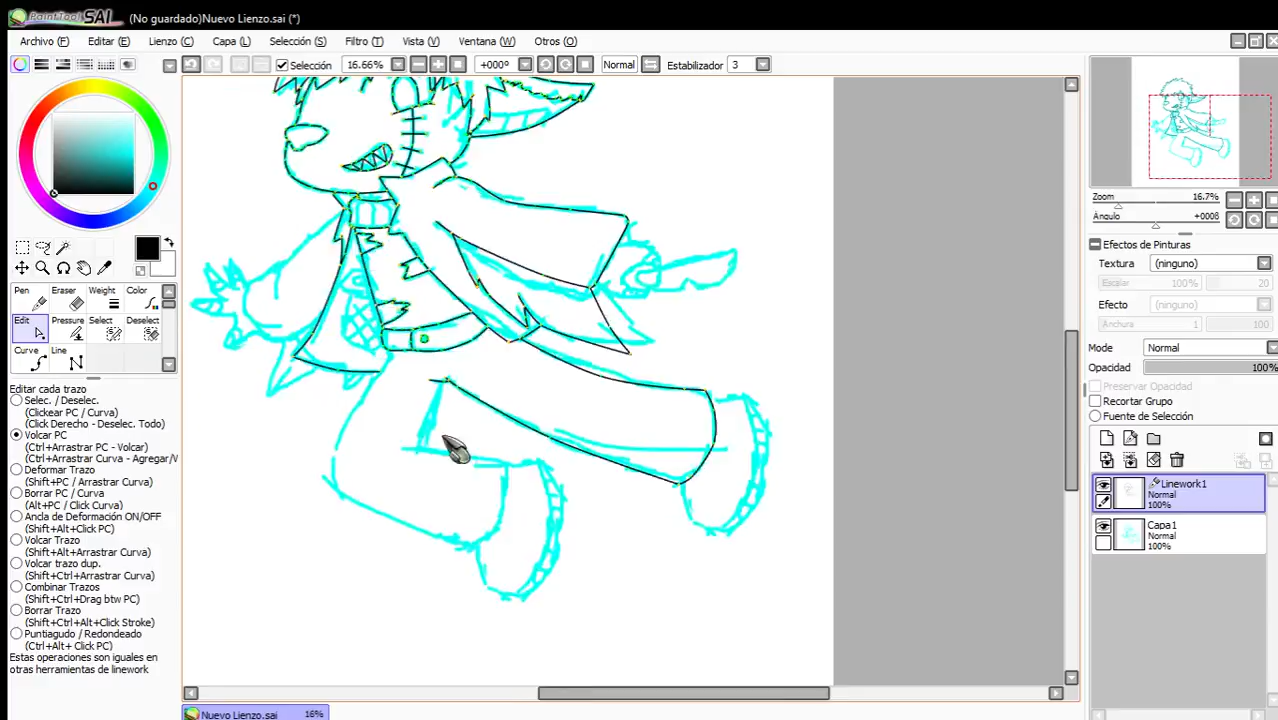 PaintTool SAI (No guardado)Nuevo Lienzo.sai (*)
Archivo (F) Editar (E) Lienzo (C) Capa (L) Selección (S) Filtro (T) Vista (V) Ventana (W) Otros (O)
Selección 16.66% +000º Normal Estabilizador 3
Zoom 16.7%
Ángulo +000ß
Efectos de Pinturas
Textura (ninguno)
Escalar 100% 20
Efecto (ninguno)
Anchura 1 100
Mode Normal
Opacidad 100%
Preservar Opacidad
Recortar Grupo
Fuente de Selección
Linework1
Normal
100%
Capa1
Normal
100%
Pen Eraser Weight Color
Edit Pressure Select Deselect
Curve Line
Editar cada trazo
Selec. / Deselec.
(Clickear PC / Curva)
(Click Derecho - Deselec. Todo)
Volcar PC
(Ctrl+Arrastrar PC - Volcar)
(Ctrl+Arrastrar Curva - Agregar/V
Deformar Trazo
(Shift+PC / Arrastrar Curva)
Borrar PC / Curva
(Alt+PC / Click Curva)
Ancla de Deformación ON/OFF
(Shift+Alt+Click PC)
Volcar Trazo
(Shift+Alt+Arrastrar Curva)
Volcar trazo dup.
(Shift+Ctrl+Arrastrar Curva)
Combinar Trazos
(Shift+Ctrl+Drag btw PC)
Borrar Trazo
(Shift+Ctrl+Alt+Click Stroke)
Puntiagudo / Redondeado
(Ctrl+Alt+ Click PC)
Estas operaciones son iguales en
otras herramientas de linework
Nuevo Lienzo.sai 16%